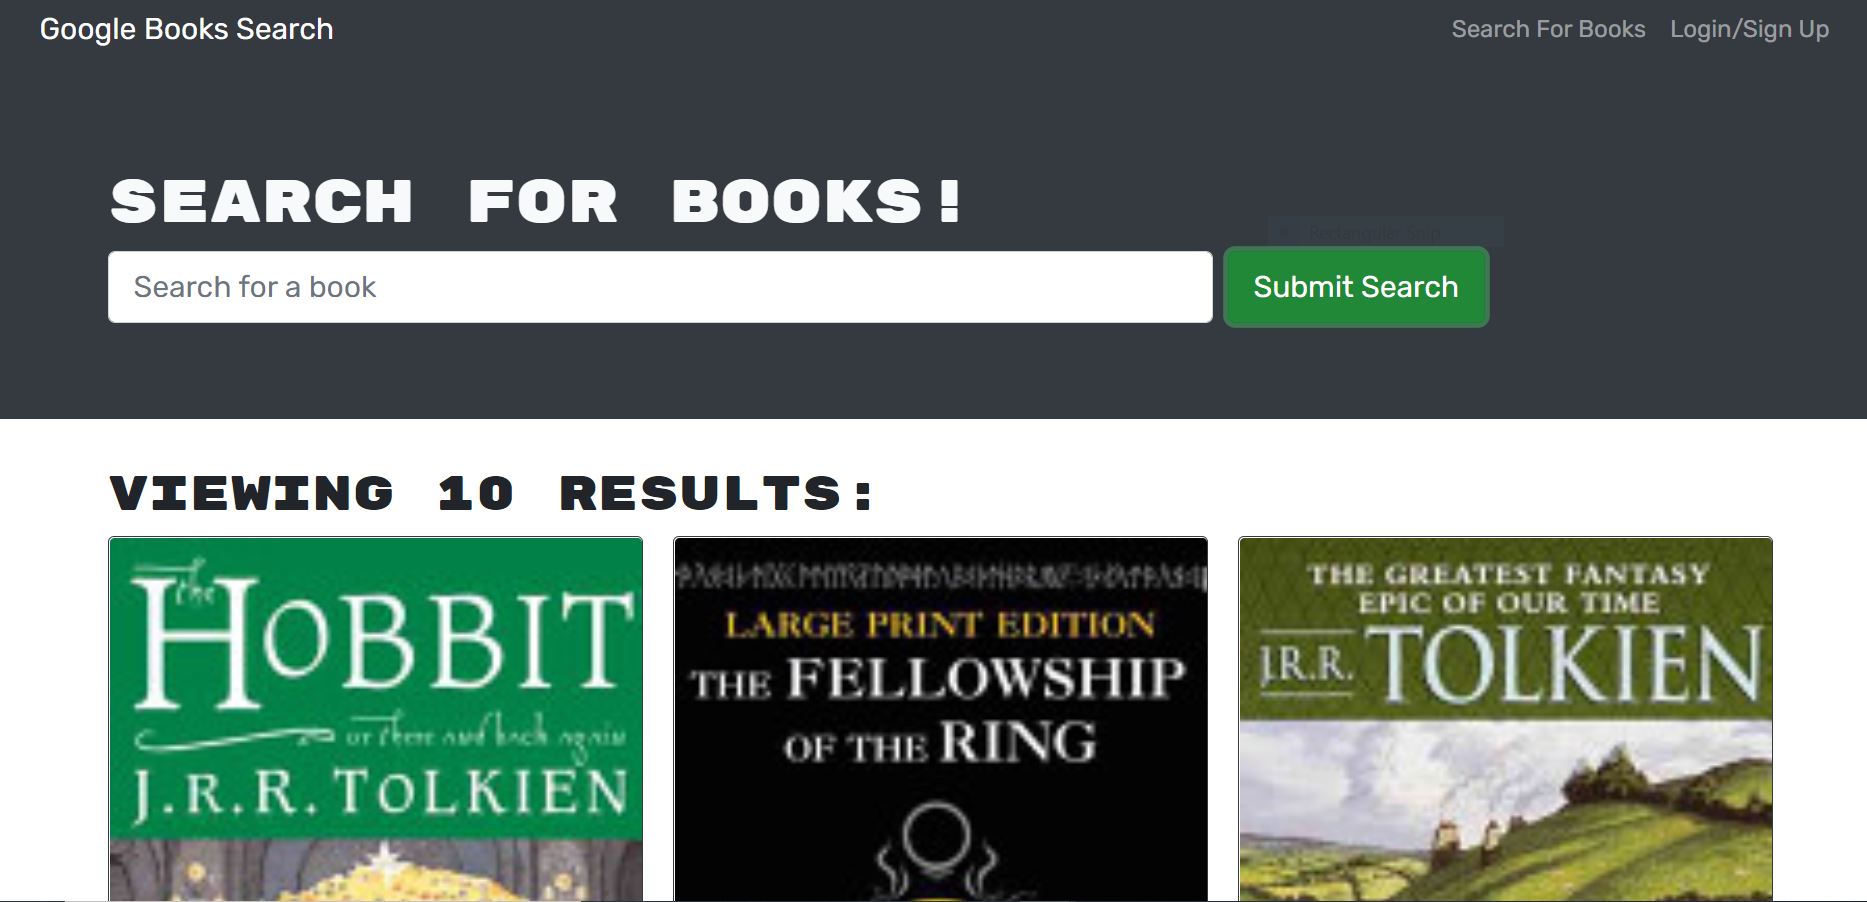 Google Books Search
Search For Books
Login/Sign Up
SEARCH FOR BOOKS!
Rectangular Snip
Search for a book
Submit Search
VIEWING 10 RESULTS:
the
HOBBIT
or there and back again
J.R.R. TOLKIEN
LARGE PRINT EDITION
THE FELLOWSHIP
OF THE RING
THE GREATEST FANTASY
EPIC OF OUR TIME
J.R.R. TOLKIEN